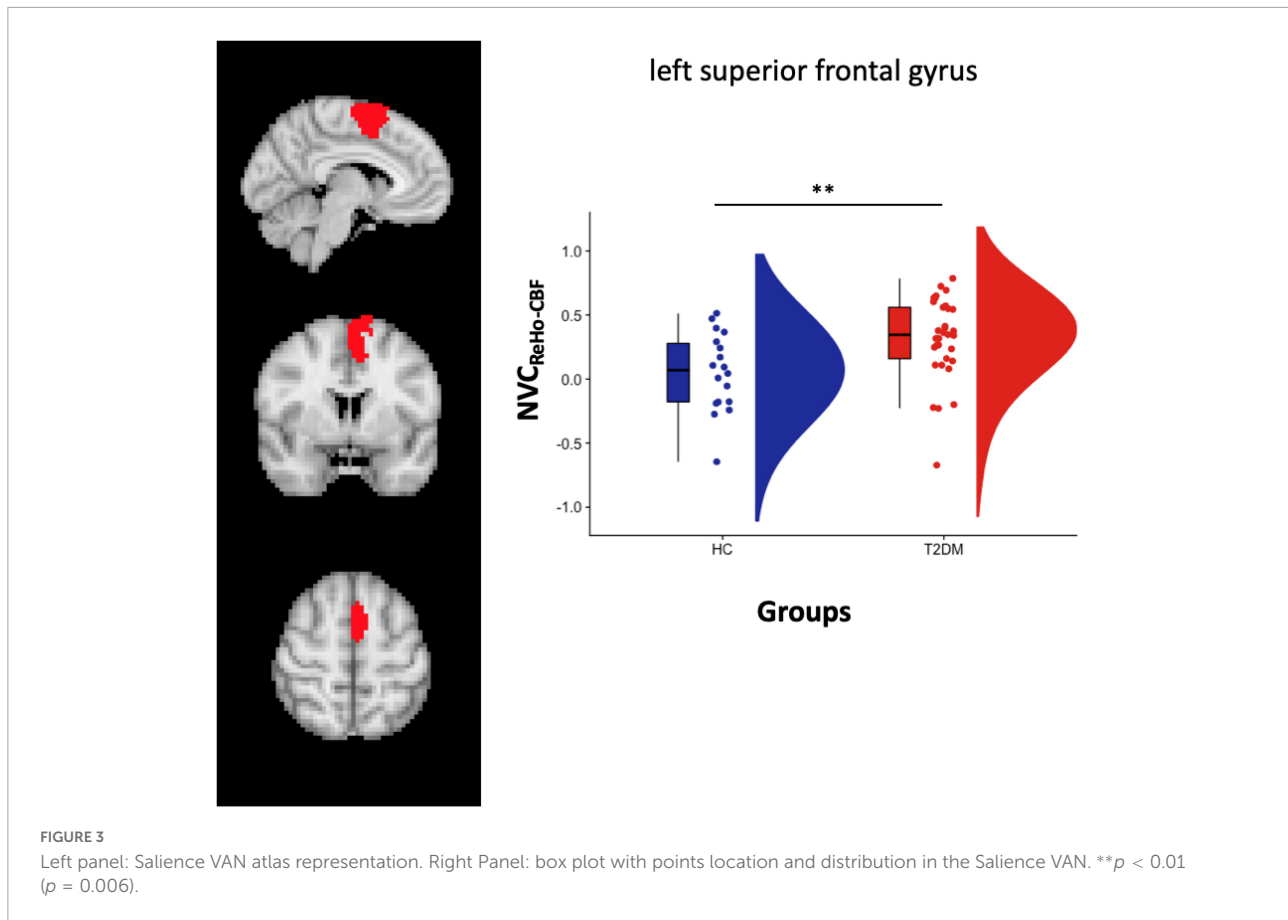 left superior frontal gyrus
**
1.0
0.5
0.0
-0.5
-1.0
NVCReHo-CBF
HC T2DM
Groups
FIGURE 3
Left panel: Salience VAN atlas representation. Right Panel: box plot with points location and distribution in the Salience VAN. **p < 0.01
(p = 0.006).